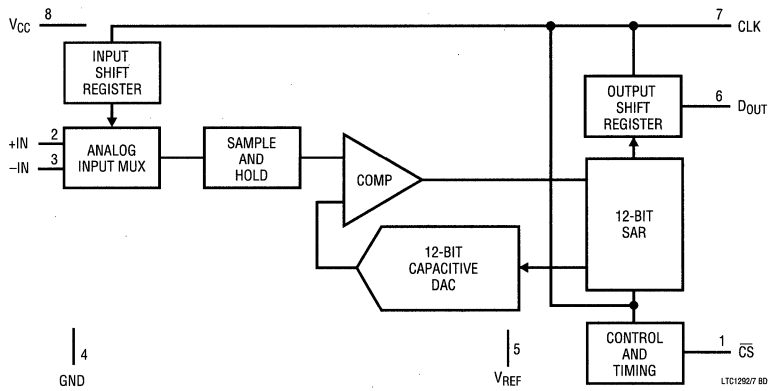 VCC 8
7 CLK
INPUT
SHIFT
REGISTER
OUTPUT
SHIFT
REGISTER
6 DOUT
+IN 2
–IN 3
ANALOG
INPUT MUX
SAMPLE
AND
HOLD
COMP
12-BIT
SAR
12-BIT
CAPACITIVE
DAC
4
GND
5
VREF
CONTROL
AND
TIMING
1 C̅S̅
LTC1292/7 BD